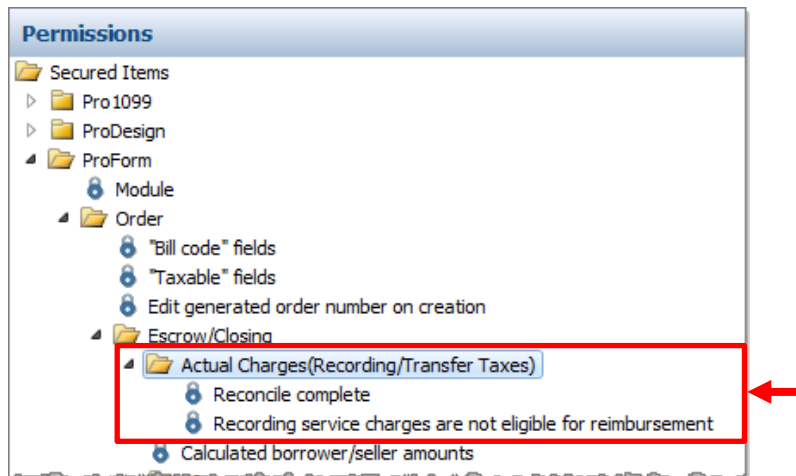 Permissions
Secured Items
Pro1099
ProDesign
ProForm
Module
Order
"Bill code" fields
"Taxable" fields
Edit generated order number on creation
Escrow/Closing
Actual Charges(Recording/Transfer Taxes)
Reconcile complete
Recording service charges are not eligible for reimbursement
Calculated borrower/seller amounts